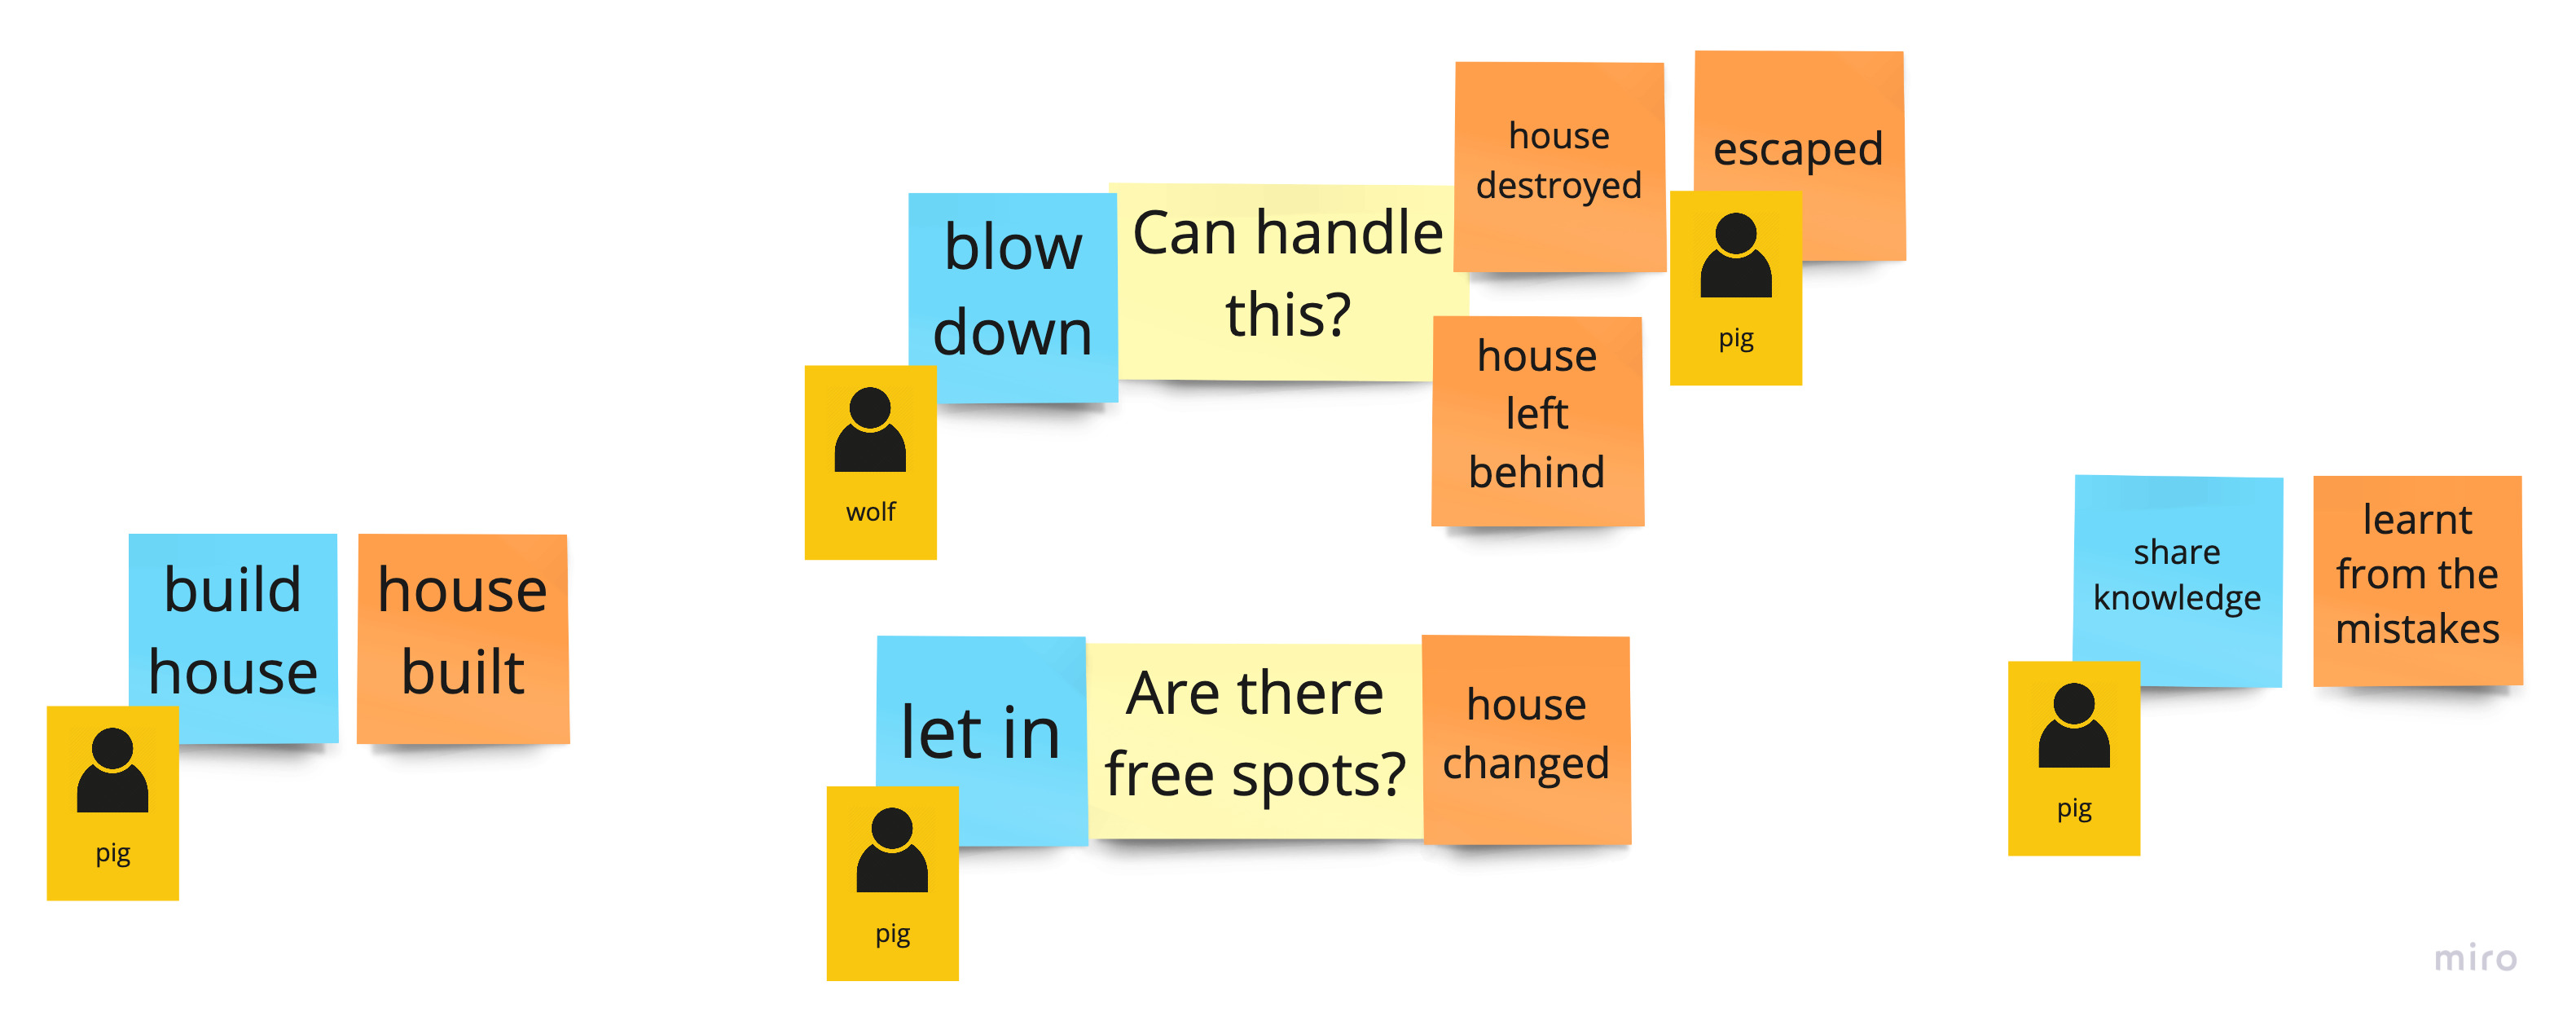 build
house
pig
house
built
blow
down
wolf
Can handle
this?
house
destroyed
escaped
pig
house
left
behind
let in
pig
Are there
free spots?
house
changed
share
knowledge
pig
learnt
from the
mistakes
miro